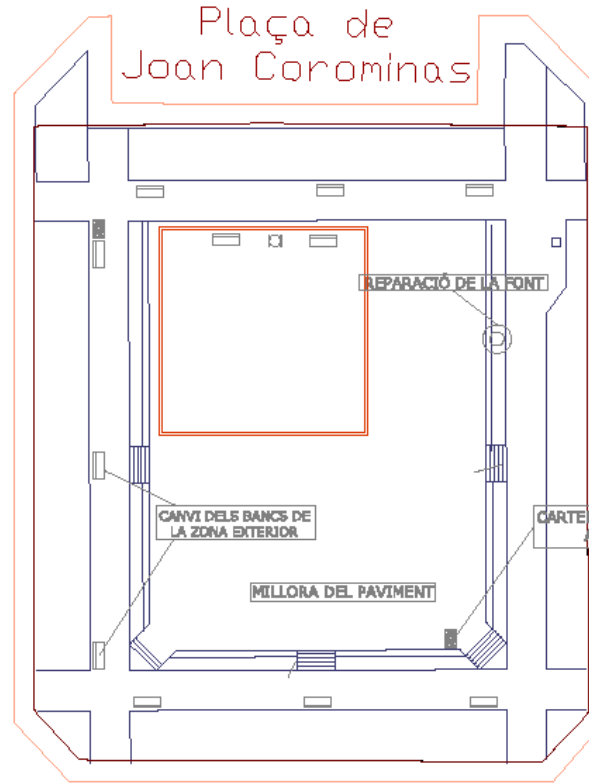 Plaça de
Joan Corominas
REPARACIÓ DE LA FONT
CANVI DELS BANCS DE
LA ZONA EXTERIOR
CARTE
MILLORA DEL PAVIMENT